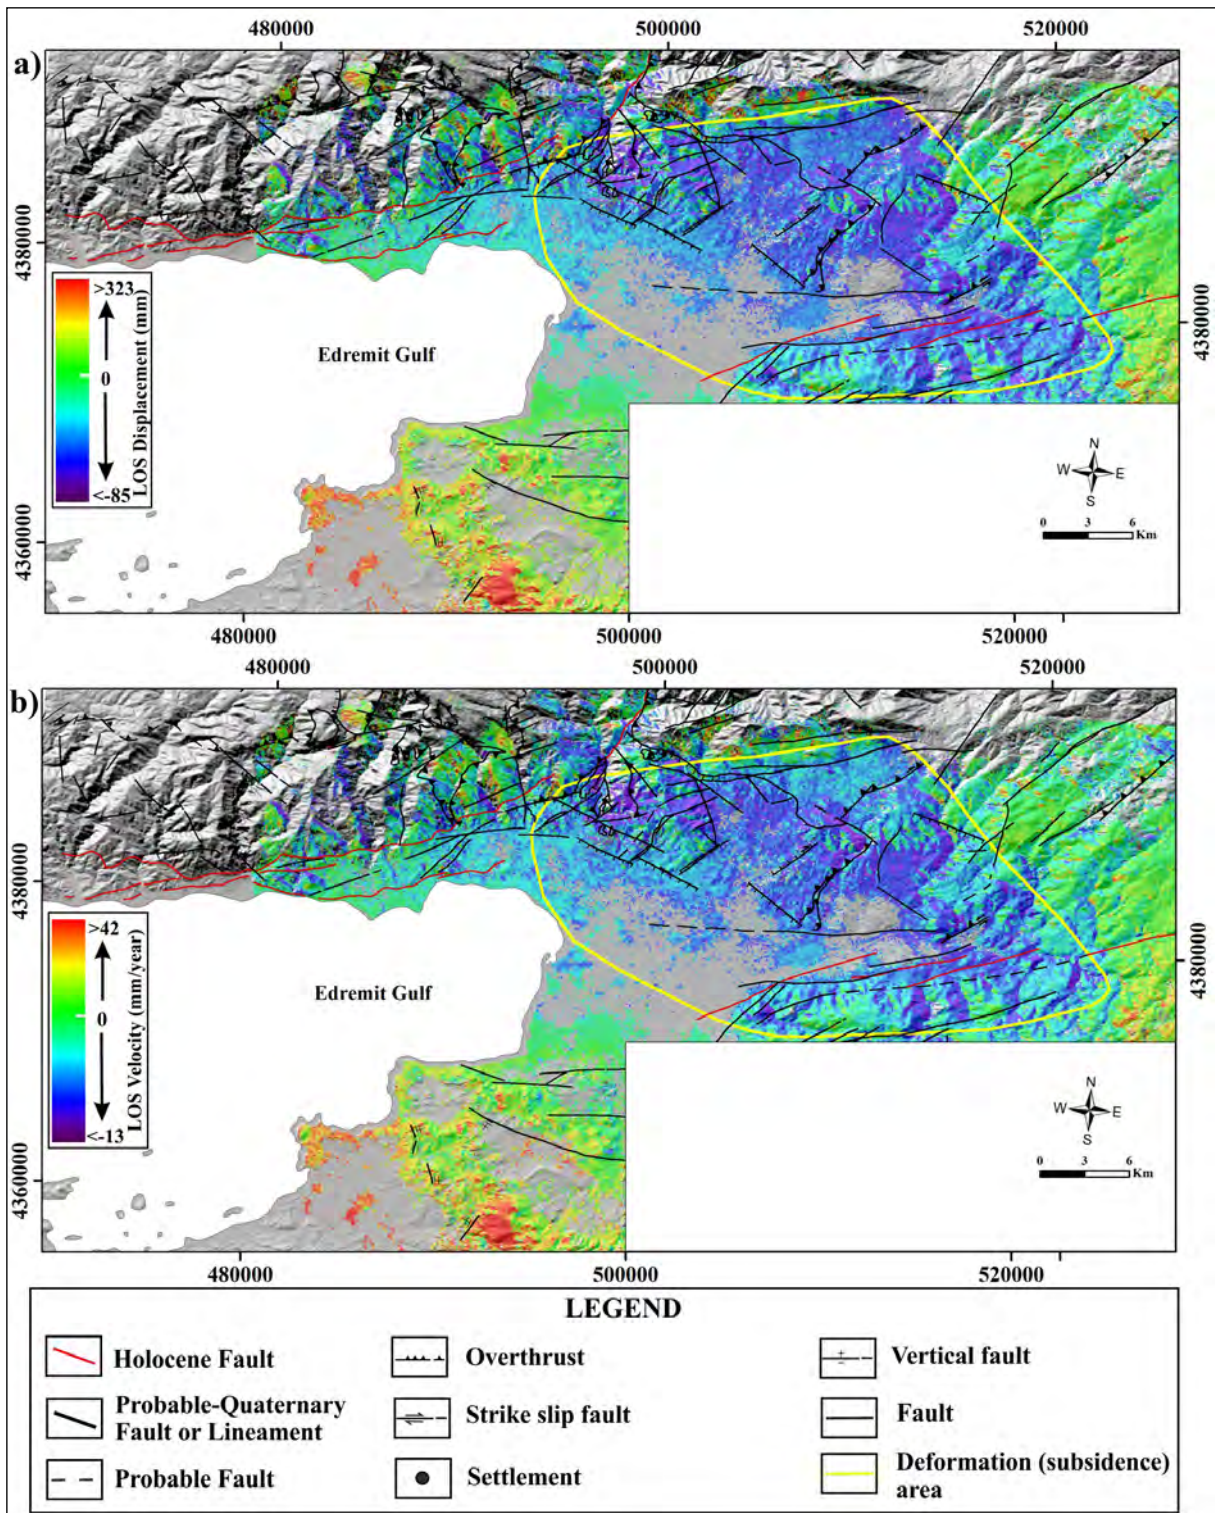 480000
500000
520000
a)
4380000
4380000
>323
0
<-85
LOS Displacement (mm)
Edremit Gulf
N
W
E
S
0
3
6
Km
4360000
480000
500000
520000
480000
500000
520000
b)
4380000
4380000
>42
0
<-13
LOS Velocity (mm/year)
Edremit Gulf
N
W
E
S
0
3
6
Km
4360000
480000
500000
520000
LEGEND
Holocene Fault
Overthrust
Vertical fault
Probable-Quaternary
Fault or Lineament
Strike slip fault
Fault
Probable Fault
Settlement
Deformation (subsidence)
area